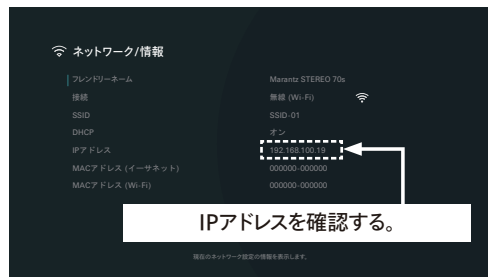 ネットワーク/情報
フレンドリーネーム Marantz STEREO 70s
接続 無線 (Wi-Fi)
SSID SSID-01
DHCP オン
IPアドレス 192.168.100.19
MACアドレス (イーサネット) 000000-000000
MACアドレス (Wi-Fi) 000000-000000
IPアドレスを確認する。
現在のネットワーク設定の情報を表示します。